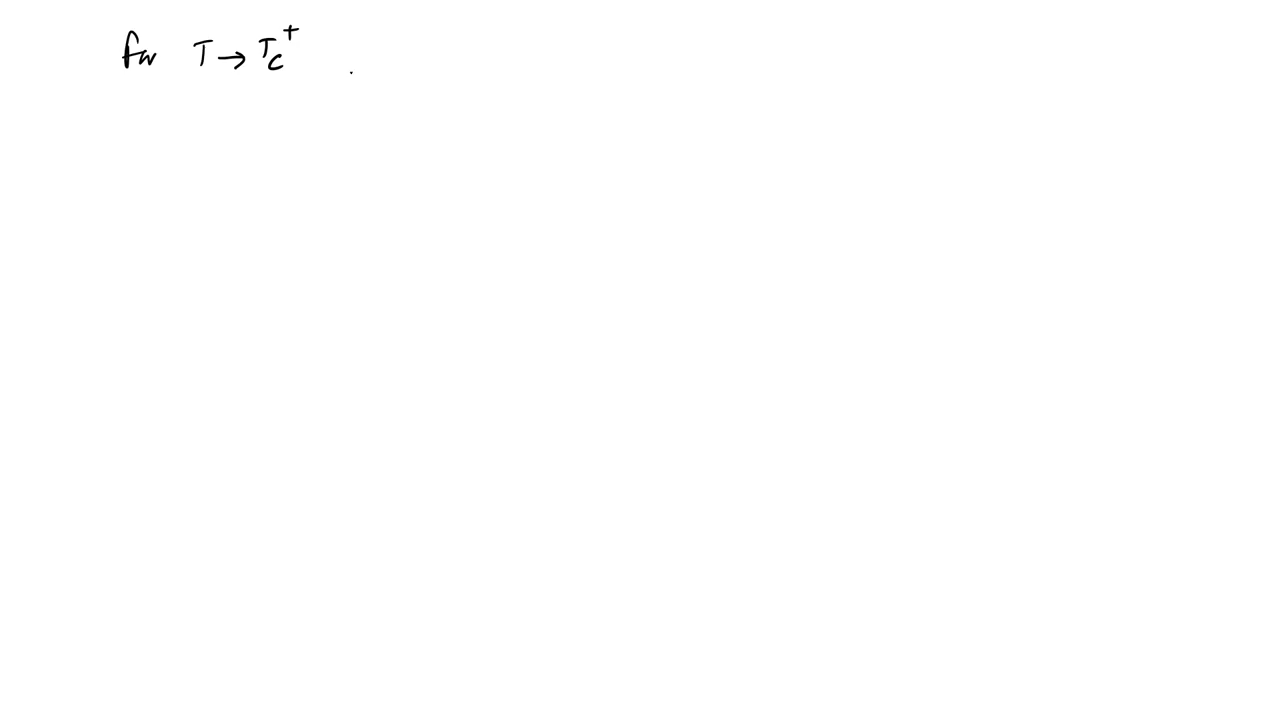 for T → T_c^+